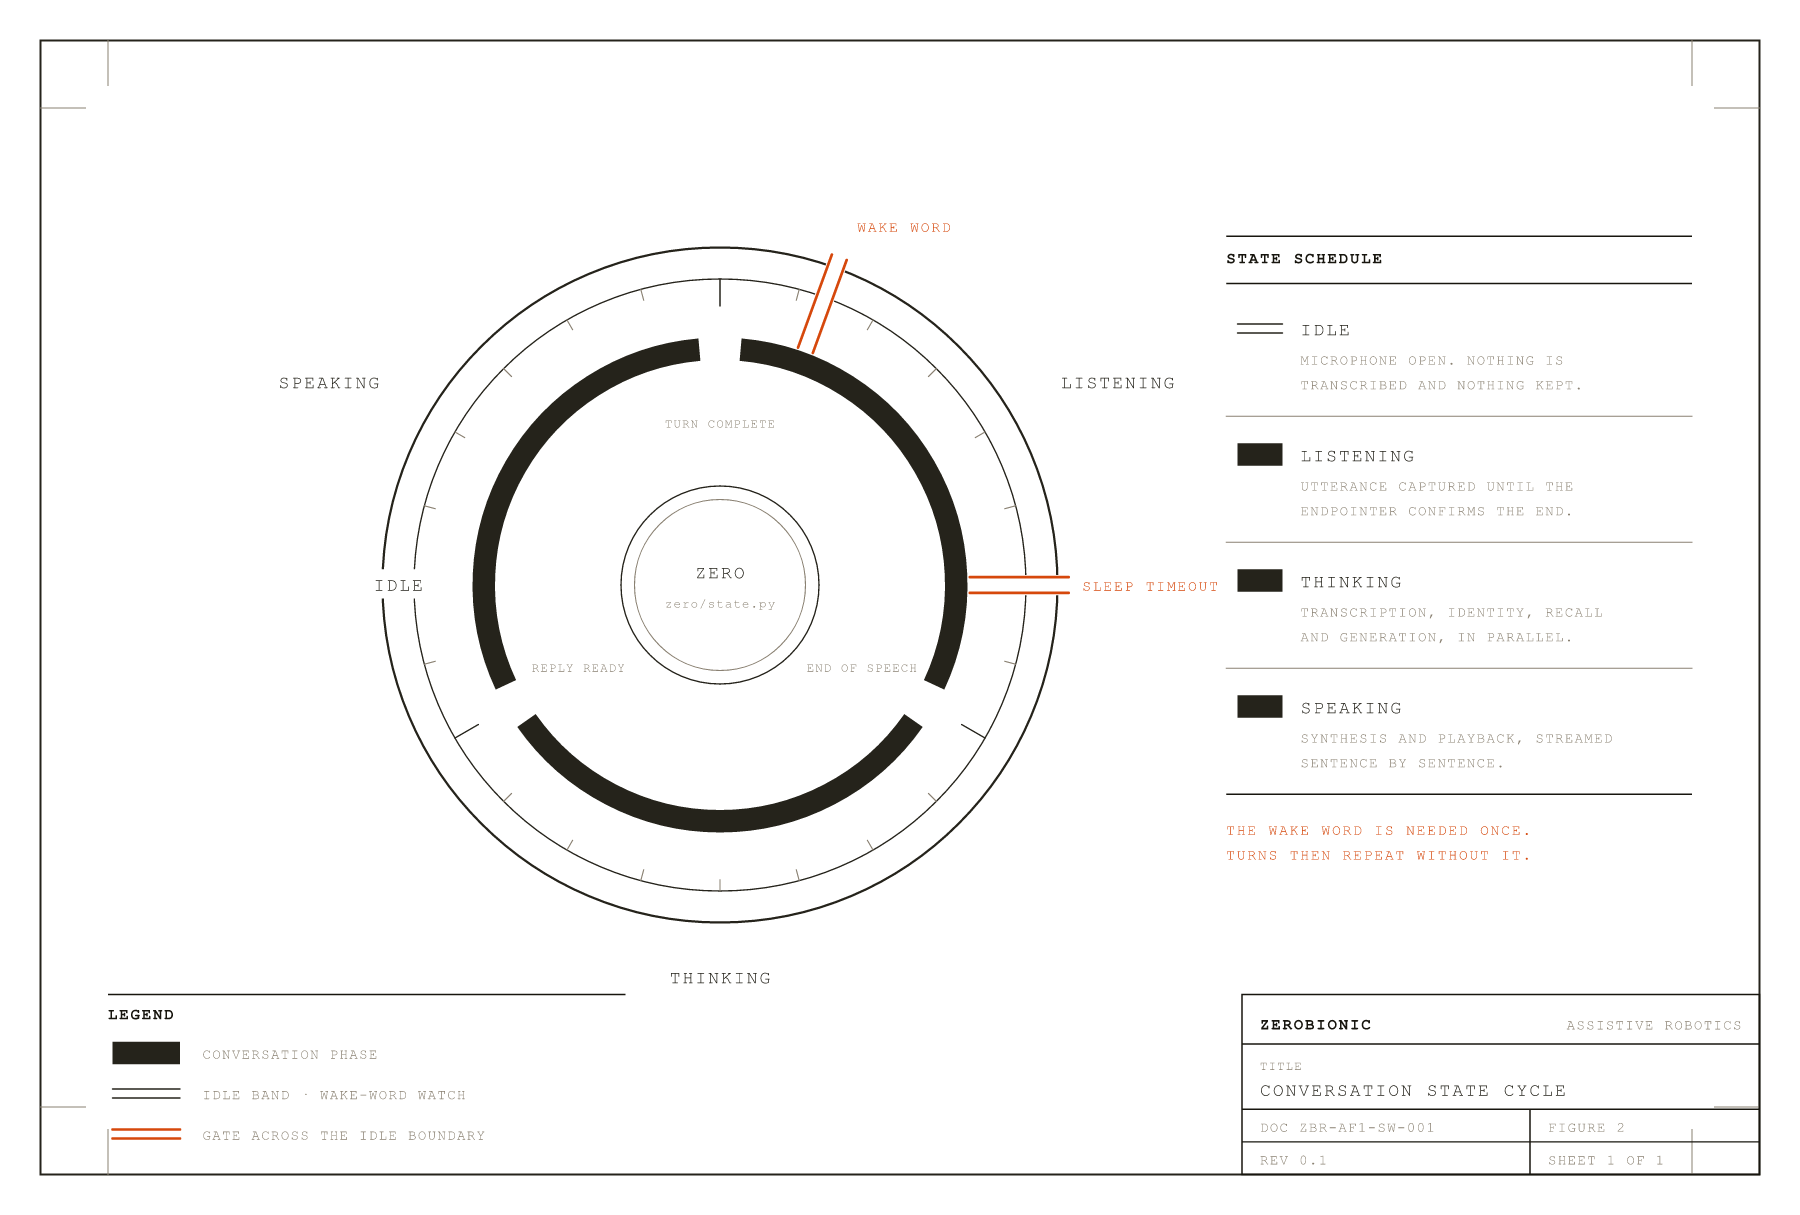 WAKE WORD
SPEAKING
LISTENING
TURN COMPLETE
IDLE
ZERO
zero/state.py
SLEEP TIMEOUT
REPLY READY
END OF SPEECH
THINKING
STATE SCHEDULE
IDLE
MICROPHONE OPEN. NOTHING IS
TRANSCRIBED AND NOTHING KEPT.
LISTENING
UTTERANCE CAPTURED UNTIL THE
ENDPOINTER CONFIRMS THE END.
THINKING
TRANSCRIPTION, IDENTITY, RECALL
AND GENERATION, IN PARALLEL.
SPEAKING
SYNTHESIS AND PLAYBACK, STREAMED
SENTENCE BY SENTENCE.
THE WAKE WORD IS NEEDED ONCE.
TURNS THEN REPEAT WITHOUT IT.
LEGEND
CONVERSATION PHASE
IDLE BAND · WAKE-WORD WATCH
GATE ACROSS THE IDLE BOUNDARY
ZEROBIONIC
ASSISTIVE ROBOTICS
TITLE
CONVERSATION STATE CYCLE
DOC ZBR-AF1-SW-001
FIGURE 2
REV 0.1
SHEET 1 OF 1